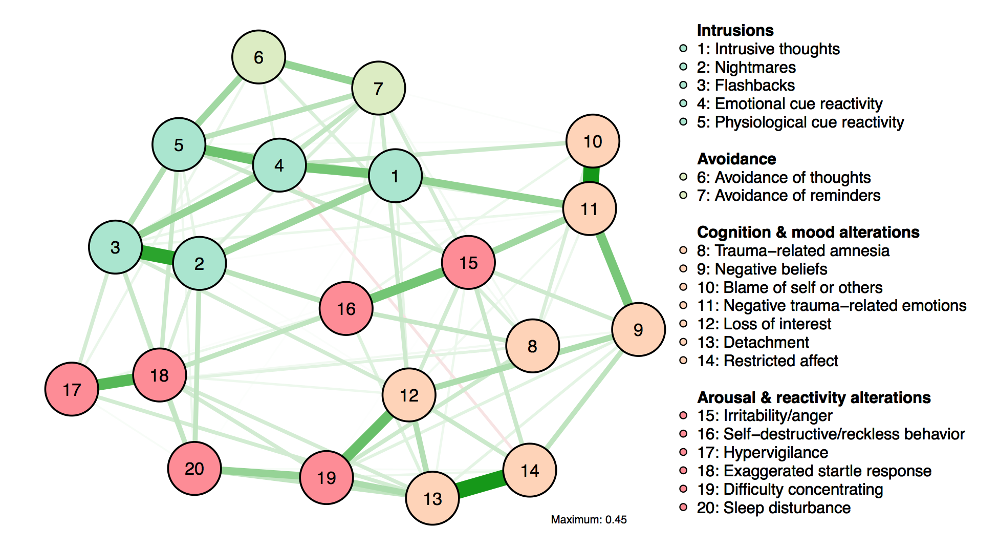 6
7
5
4
1
10
11
3
2
15
16
8
9
17
18
12
20
19
13
14
Maximum: 0.45
Intrusions
1: Intrusive thoughts
2: Nightmares
3: Flashbacks
4: Emotional cue reactivity
5: Physiological cue reactivity
Avoidance
6: Avoidance of thoughts
7: Avoidance of reminders
Cognition & mood alterations
8: Trauma−related amnesia
9: Negative beliefs
10: Blame of self or others
11: Negative trauma−related emotions
12: Loss of interest
13: Detachment
14: Restricted affect
Arousal & reactivity alterations
15: Irritability/anger
16: Self−destructive/reckless behavior
17: Hypervigilance
18: Exaggerated startle response
19: Difficulty concentrating
20: Sleep disturbance